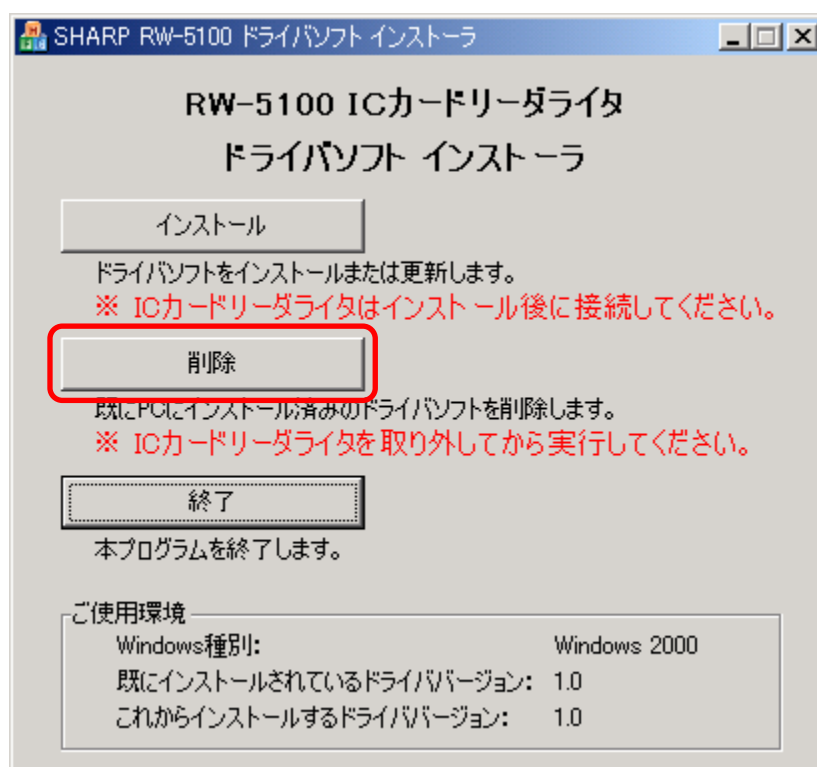 SHARP RW-5100 ドライバソフト インストーラ
RW-5100 ICカードリーダライタ
ドライバソフト インストーラ
インストール
ドライバソフトをインストールまたは更新します。
※ ICカードリーダライタはインストール後に接続してください。
削除
既にPCにインストール済みのドライバソフトを削除します。
※ ICカードリーダライタを取り外してから実行してください。
終了
本プログラムを終了します。
ご使用環境
Windows種別: Windows 2000
既にインストールされているドライババージョン: 1.0
これからインストールするドライババージョン: 1.0